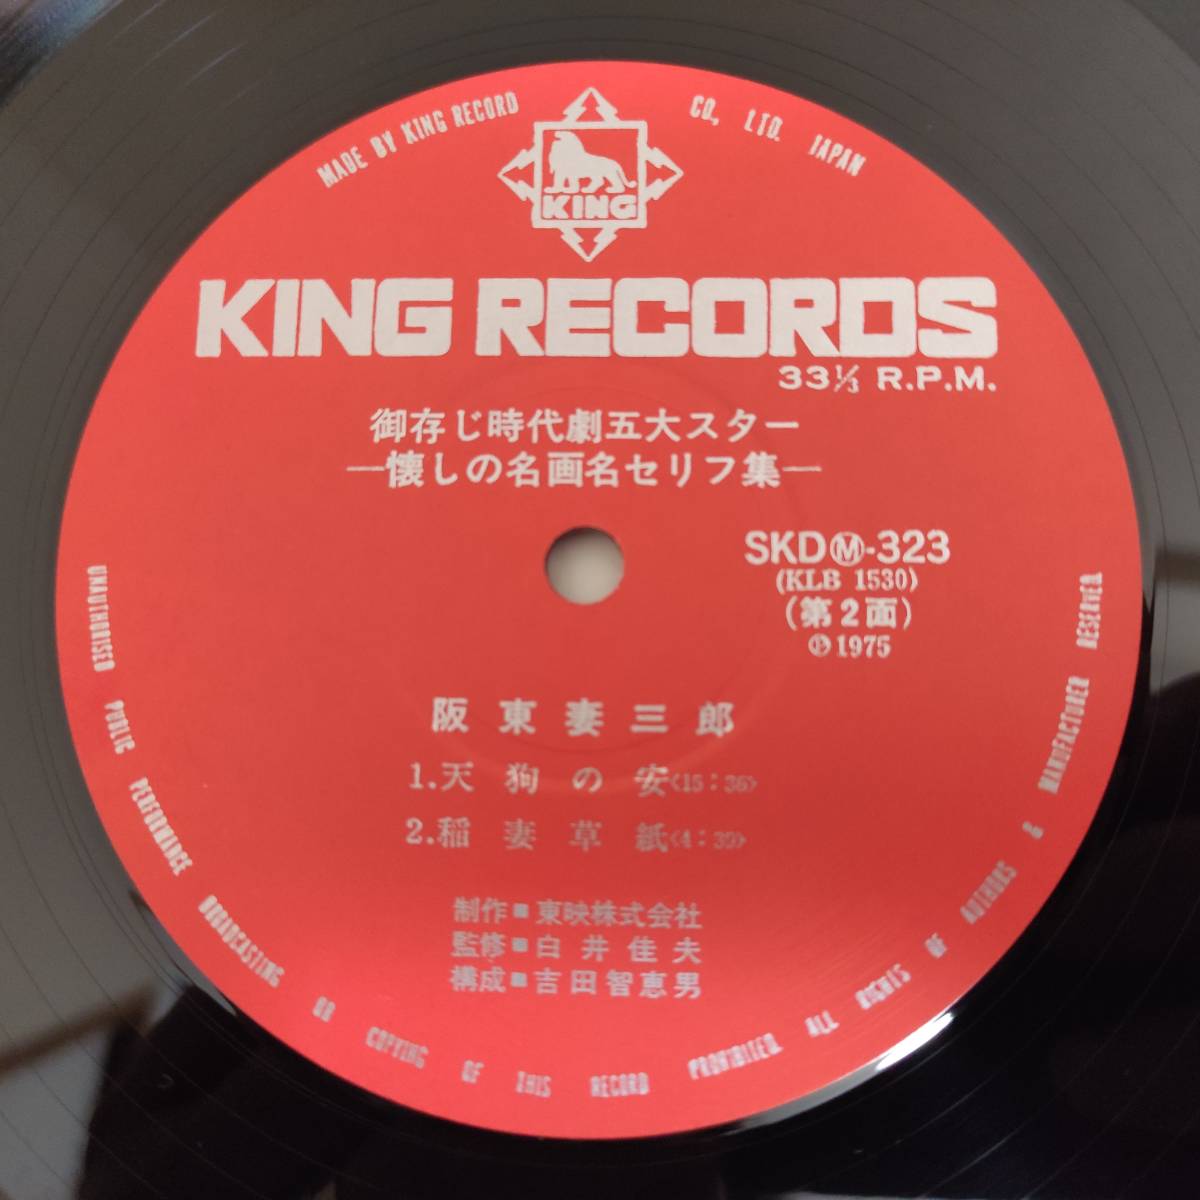 MADE BY KING RECORD CO., LTD. JAPAN
KING
KING RECORDS
33⅓ R.P.M.
御存じ時代劇五大スター
―懐しの名画名セリフ集―
SKDⓂ-323
(KLB 1530)
(第2面)
℗1975
阪東妻三郎
1.天狗の安〈15:36〉
2.稲妻草紙〈4:39〉
制作■東映株式会社
監修■白井佳夫
構成■吉田智恵男
UNAUTHORISED PUBLIC PERFORMANCE BROADCASTING OR COPYING OF THIS RECORD PROHIBITED. ALL RIGHTS OF AUTHORS & MANUFACTURER RESERVED.